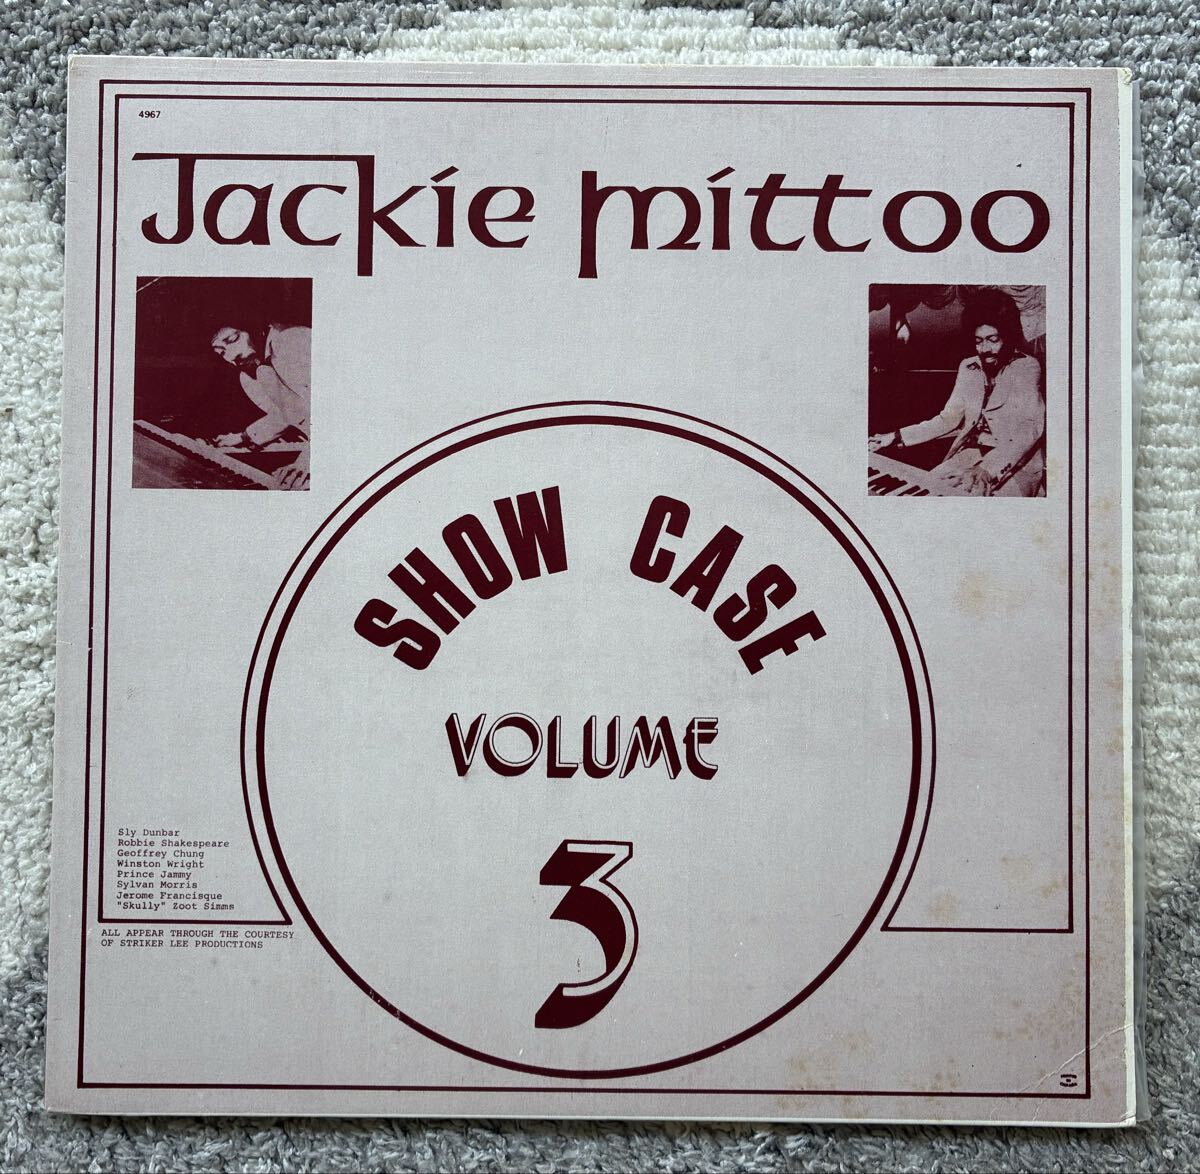 4967
Jackie Mittoo
SHOW CASE
VOLUME
3
Sly Dunbar
Robbie Shakespeare
Geoffrey Chung
Winston Wright
Prince Jammy
Sylvan Morris
Jerome Francisque
"Skully" Zoot Simms
ALL APPEAR THROUGH THE COURTESY
OF STRIKER LEE PRODUCTIONS